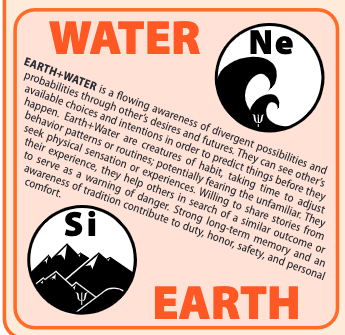 WATER
Ne
EARTH+WATER is a flowing awareness of divergent possibilities and
probabilities through other's desires and futures. They can see other's
available choices and intentions in order to predict things before they
happen. Earth+Water are creatures of habit, taking time to adjust
behavior patterns or routines; potentially fearing the unfamiliar. They
seek physical sensation or experiences. Willing to share stories from
their experience, they help others in search of a similar outcome or
to serve as a warning of danger. Strong long-term memory and an
awareness of tradition contribute to duty, honor, safety, and personal
comfort.
Si
EARTH